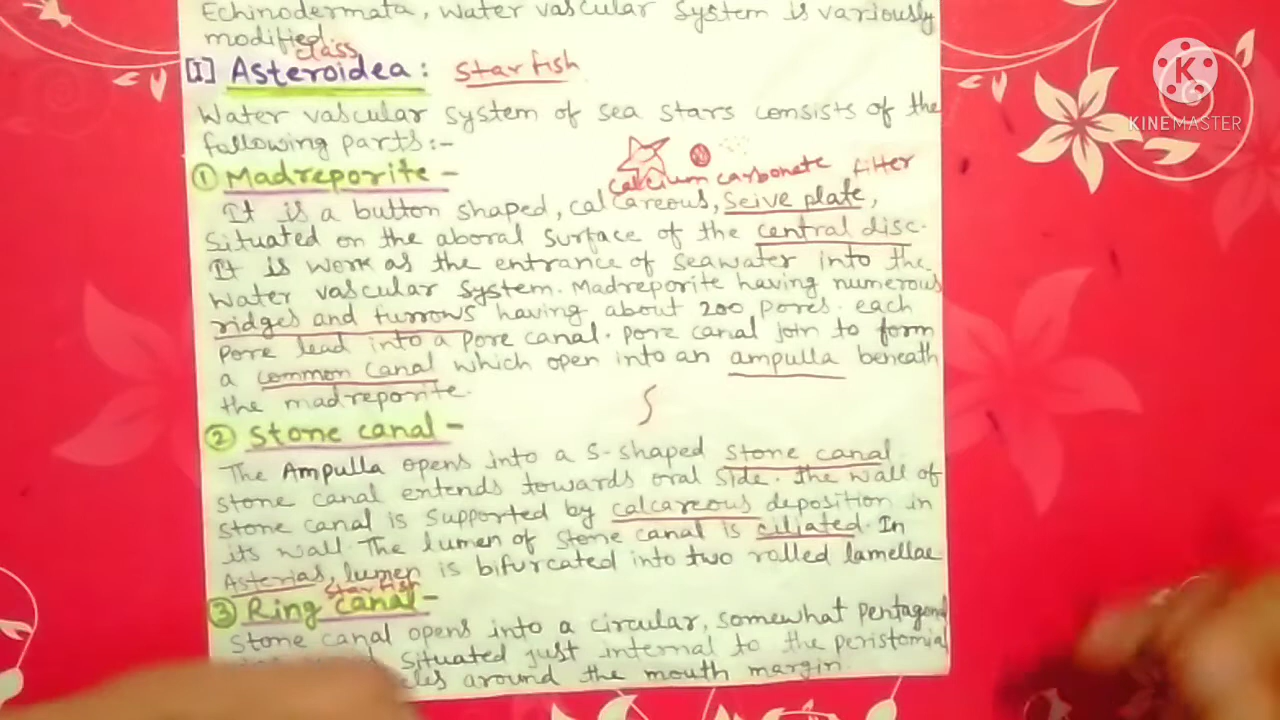 Echinodermata, Water vascular System is variously
modified.
class
[I] Asteroidea: Starfish
Water vascular system of sea stars consists of the
following parts:-
① Madreporite -
calcium carbonate filter
It is a button shaped, calcareous, Seive plate,
Situated on the aboral surface of the central disc.
It is work as the entrance of seawater into the
Water vascular System. Madreporite having numerous
ridges and furrows having about 200 pores. each
pore lead into a pore canal. pore canal join to form
a common canal which open into an ampulla beneath
the madreporite.
S
② Stone canal -
The Ampulla opens into a S-shaped Stone canal
stone canal extends towards oral side. The wall of
stone canal is supported by calcareous deposition in
its wall. The lumen of stone canal is ciliated. In
Asterias, lumen is bifurcated into two rolled lamellae
Starfish
③ Ring canal -
Stone canal opens into a circular, somewhat pentagonal
situated just internal to the peristomial
around the mouth margin.
KINEMASTER